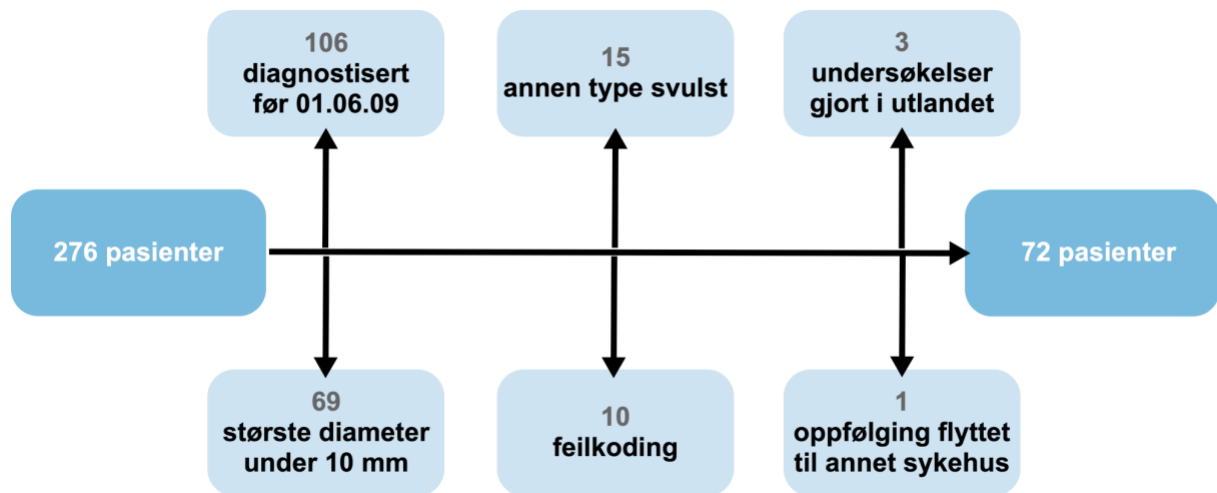 106
diagnostisert
før 01.06.09
15
annen type svulst
3
undersøkelser
gjort i utlandet
276 pasienter
72 pasienter
69
største diameter
under 10 mm
10
feilkoding
1
oppfølging flyttet
til annet sykehus